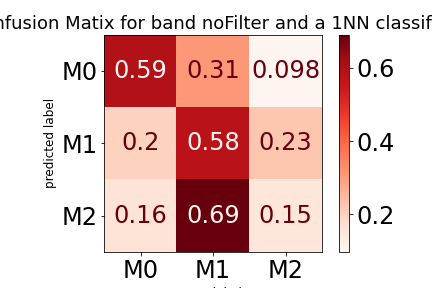 nfusion Matix for band noFilter and a 1NN classif
M0 0.59 0.31 0.098
M1 0.2 0.58 0.23
M2 0.16 0.69 0.15
M0 M1 M2
predicted label
0.6
0.4
0.2